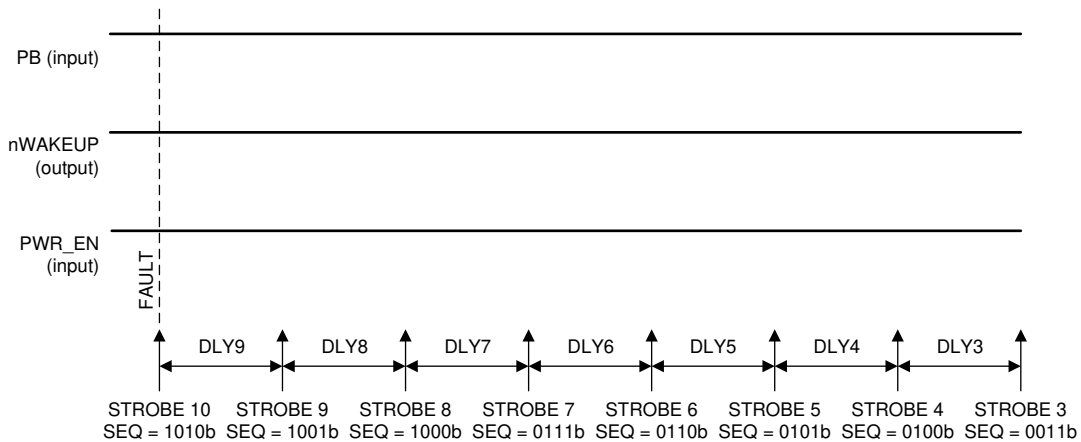 PB (input)
nWAKEUP
(output)
PWR_EN
(input)
FAULT
DLY9 DLY8 DLY7 DLY6 DLY5 DLY4 DLY3
STROBE 10 STROBE 9 STROBE 8 STROBE 7 STROBE 6 STROBE 5 STROBE 4 STROBE 3
SEQ = 1010b SEQ = 1001b SEQ = 1000b SEQ = 0111b SEQ = 0110b SEQ = 0101b SEQ = 0100b SEQ = 0011b